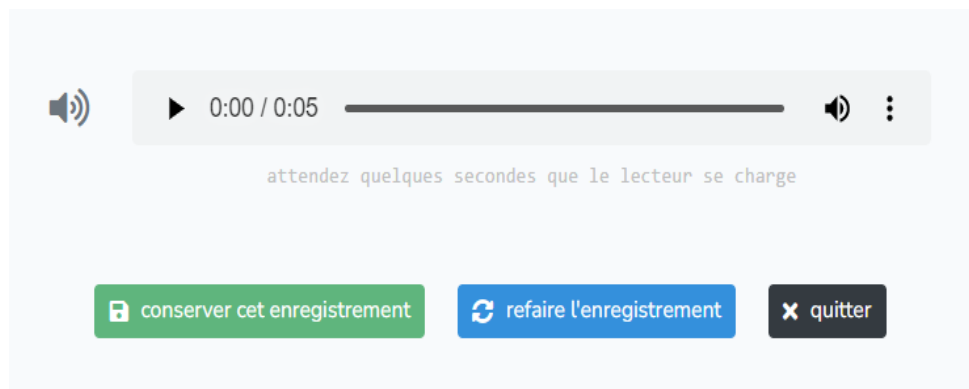 0:00 / 0:05
attendez quelques secondes que le lecteur se charge
conserver cet enregistrement refaire l'enregistrement quitter